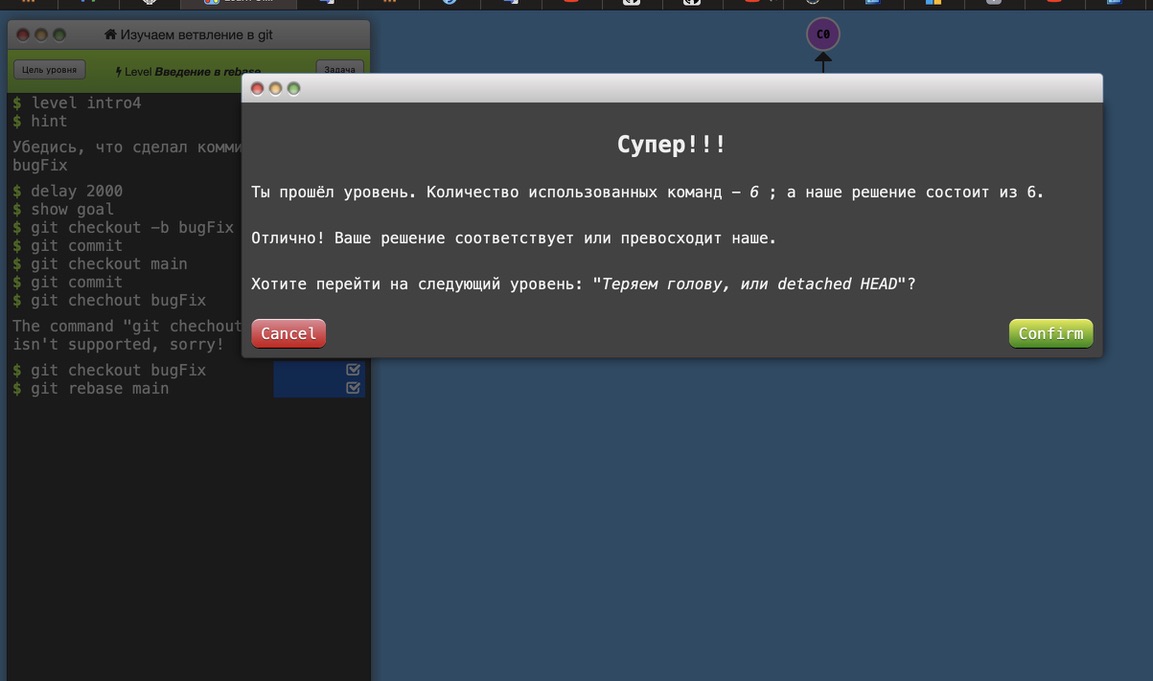 C0
Изучаем ветвление в git
Цель уровня
Level Введение в rebase
Задача
$ level intro4
$ hint
Убедись, что сделал
bugFix
$ delay 2000
$ show goal
$ git checkout -b bugFix
$ git commit
$ git checkout main
$ git commit
$ git chechout bugFix
The command "git chechout
isn't supported, sorry!
$ git checkout bugFix
$ git rebase main
Супер!!!
Ты прошёл уровень. Количество использованных команд – 6 ; а наше решение состоит из 6.
Отлично! Ваше решение соответствует или превосходит наше.
Хотите перейти на следующий уровень: "Теряем голову, или detached HEAD"?
Cancel
Confirm